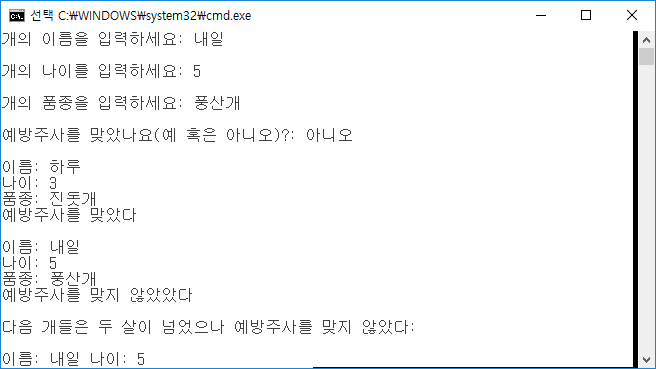 선택 C:₩WINDOWS₩system32₩cmd.exe
개의 이름을 입력하세요: 내일
개의 나이를 입력하세요: 5
개의 품종을 입력하세요: 풍산개
예방주사를 맞았나요(예 혹은 아니오)?: 아니오
이름: 하루
나이: 3
품종: 진돗개
예방주사를 맞았다
이름: 내일
나이: 5
품종: 풍산개
예방주사를 맞지 않았았다
다음 개들은 두 살이 넘었으나 예방주사를 맞지 않았다:
이름: 내일 나이: 5